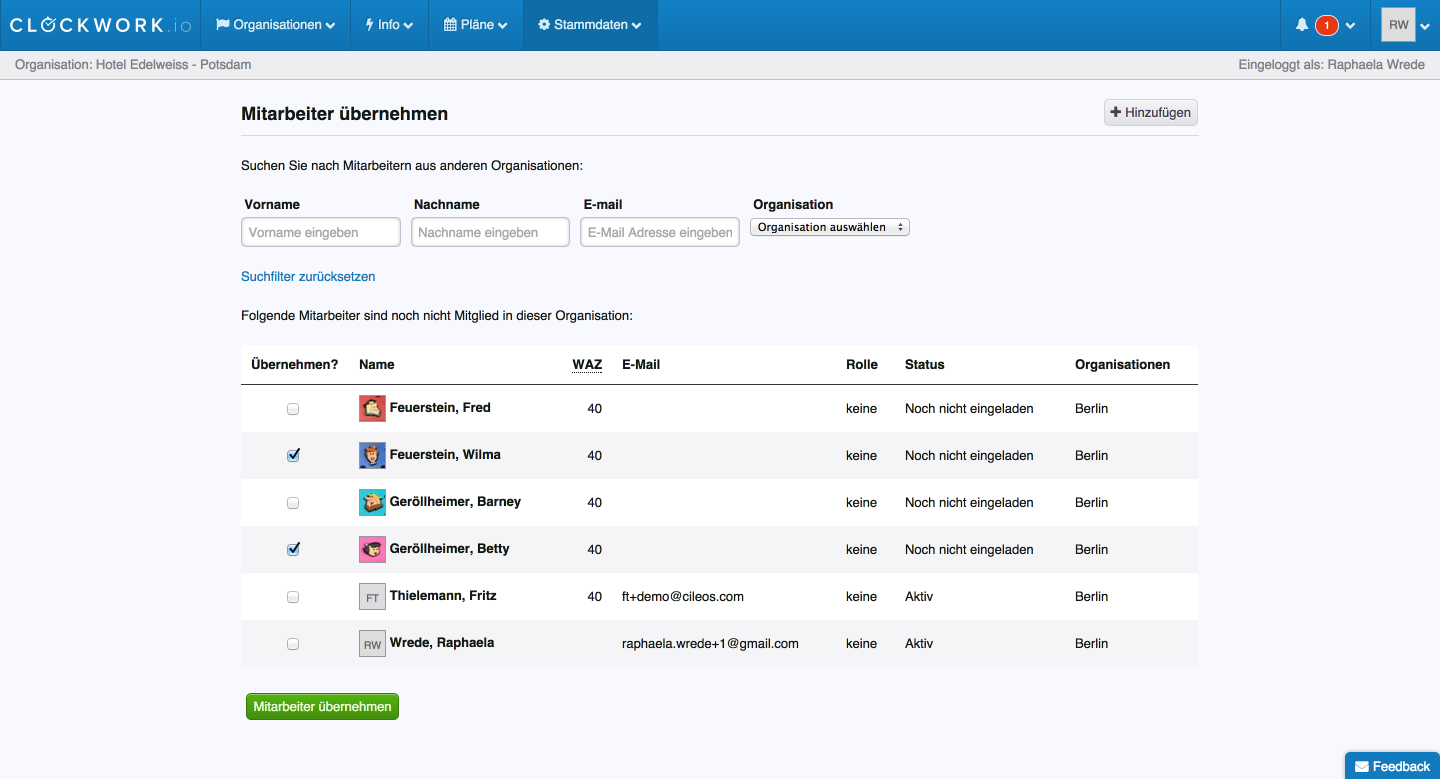 CLOCKWORK.io Organisationen Info Pläne Stammdaten 1 RW
Organisation: Hotel Edelweiss - Potsdam Eingeloggt als: Raphaela Wrede
Mitarbeiter übernehmen + Hinzufügen
Suchen Sie nach Mitarbeitern aus anderen Organisationen:
Vorname Nachname E-mail Organisation
Vorname eingeben Nachname eingeben E-Mail Adresse eingeben Organisation auswählen
Suchfilter zurücksetzen
Folgende Mitarbeiter sind noch nicht Mitglied in dieser Organisation:
Übernehmen? Name WAZ E-Mail Rolle Status Organisationen
Feuerstein, Fred 40 keine Noch nicht eingeladen Berlin
Feuerstein, Wilma 40 keine Noch nicht eingeladen Berlin
Geröllheimer, Barney 40 keine Noch nicht eingeladen Berlin
Geröllheimer, Betty 40 keine Noch nicht eingeladen Berlin
FT Thielemann, Fritz 40 ft+demo@cileos.com keine Aktiv Berlin
RW Wrede, Raphaela raphaela.wrede+1@gmail.com keine Aktiv Berlin
Mitarbeiter übernehmen
Feedback